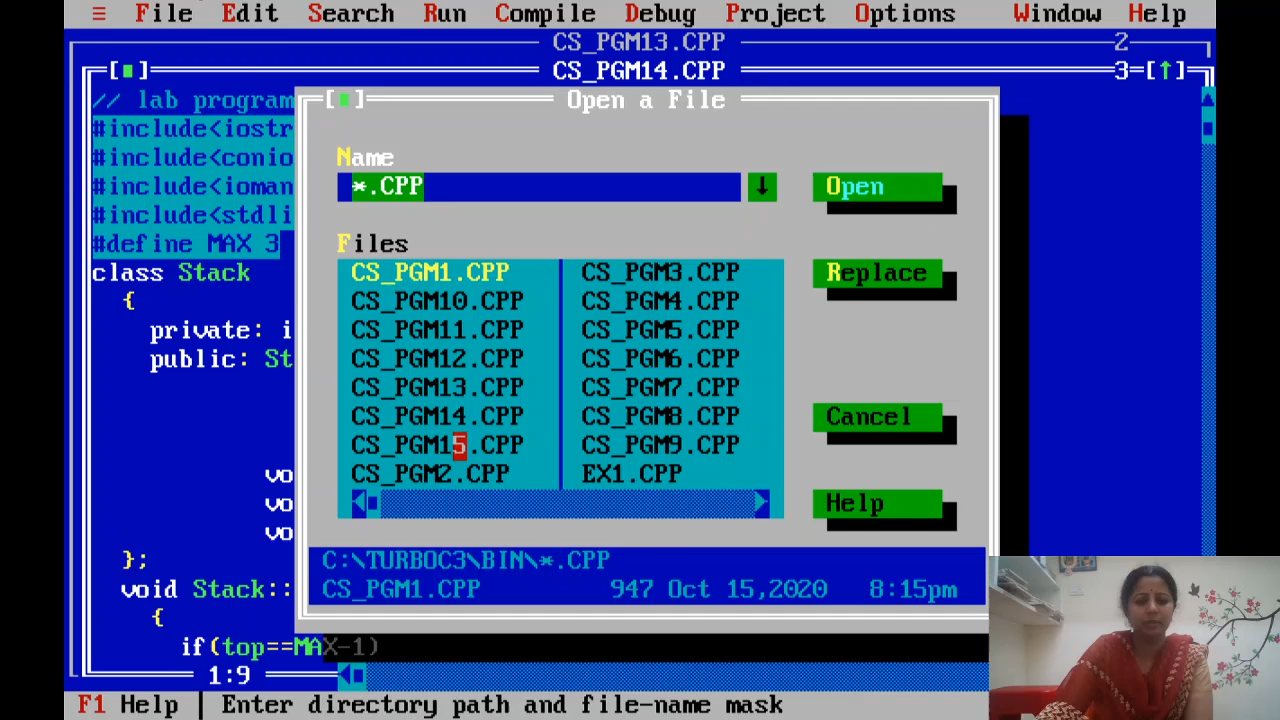 ≡ File Edit Search Run Compile Debug Project Options Window Help
CS_PGM13.CPP 2
[■] CS_PGM14.CPP 3=[↑]
// lab program
#include<iostr
#include<conio
#include<ioman
#include<stdli
#define MAX 3
class Stack
{
private: i
public: St
vo
vo
vo
};
void Stack::
{
if(top==MAX-1)
1:9
[■] Open a File
Name
*.CPP ↓
Open
Files
CS_PGM1.CPP CS_PGM3.CPP
Replace
CS_PGM10.CPP CS_PGM4.CPP
CS_PGM11.CPP CS_PGM5.CPP
CS_PGM12.CPP CS_PGM6.CPP
CS_PGM13.CPP CS_PGM7.CPP
CS_PGM14.CPP CS_PGM8.CPP
Cancel
CS_PGM15.CPP CS_PGM9.CPP
CS_PGM2.CPP EX1.CPP
Help
C:\TURBOC3\BIN\*.CPP
CS_PGM1.CPP 947 Oct 15,2020 8:15pm
F1 Help | Enter directory path and file-name mask